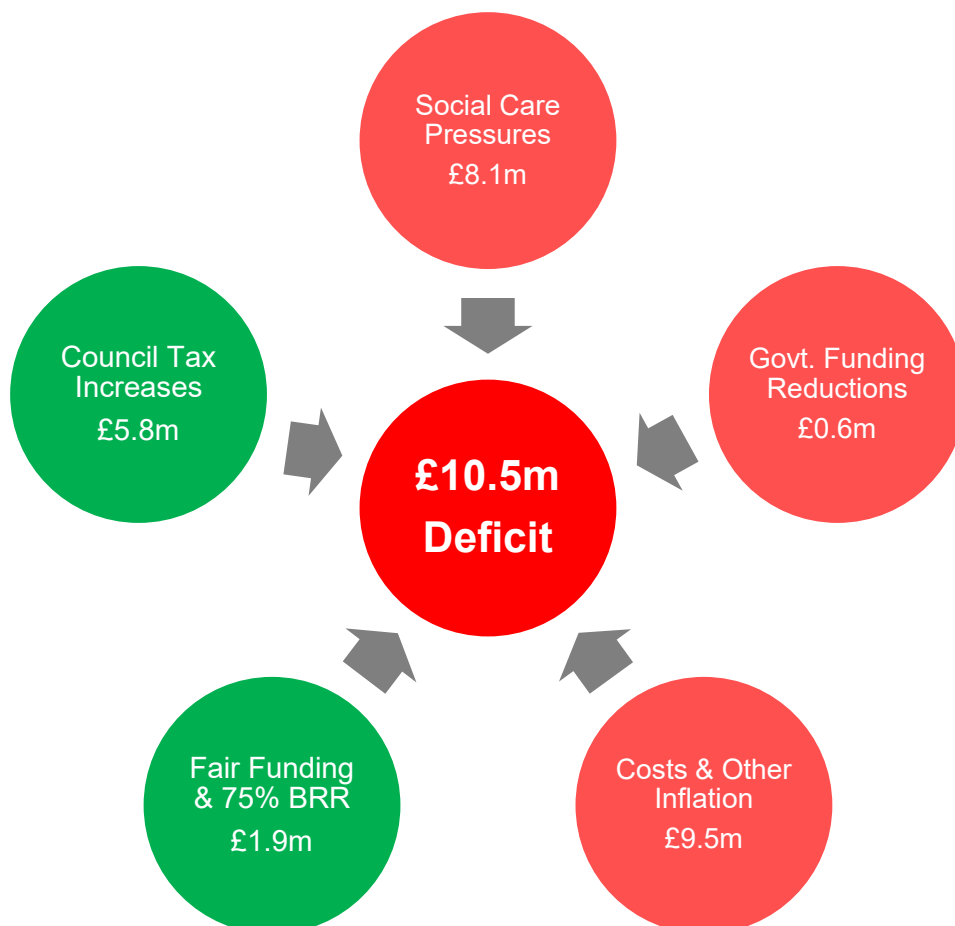 Social Care
Pressures
£8.1m
Council Tax
Increases
£5.8m
Govt. Funding
Reductions
£0.6m
£10.5m
Deficit
Fair Funding
& 75% BRR
£1.9m
Costs & Other
Inflation
£9.5m